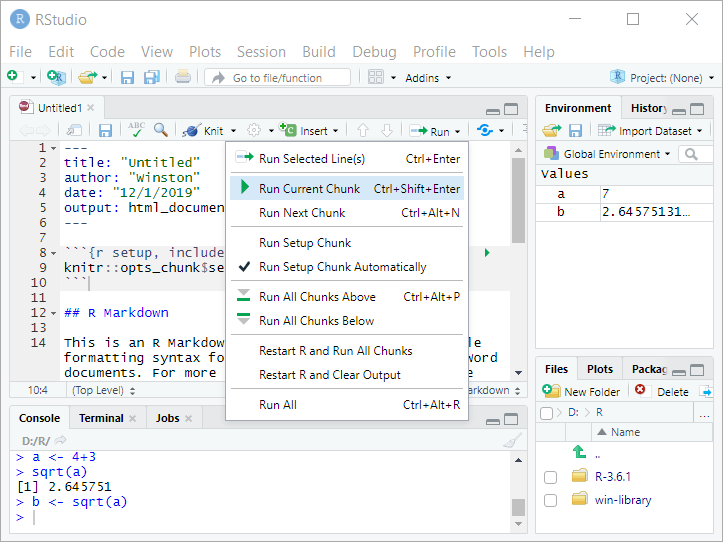 RStudio
File Edit Code View Plots Session Build Debug Profile Tools Help
Go to file/function Addins Project: (None)
Untitled1
ABC Knit Insert Run
1 ---
2 title: "Untitled"
3 author: "Winston"
4 date: "12/1/2019"
5 output: html_documen
6 ---
7
8 ```{r setup, include
9 knitr::opts_chunk$se
10 ```
11
12 ## R Markdown
13
14 This is an R Markdow le
formatting syntax fo Word
documents. For more e
10:4 (Top Level) arkdown
Run Selected Line(s) Ctrl+Enter
Run Current Chunk Ctrl+Shift+Enter
Run Next Chunk Ctrl+Alt+N
Run Setup Chunk
Run Setup Chunk Automatically
Run All Chunks Above Ctrl+Alt+P
Run All Chunks Below
Restart R and Run All Chunks
Restart R and Clear Output
Run All Ctrl+Alt+R
Console Terminal Jobs
D:/R/
> a <- 4+3
> sqrt(a)
[1] 2.645751
> b <- sqrt(a)
>
Environment History
Import Dataset
Global Environment
Values
a 7
b 2.64575131…
Files Plots Packag
New Folder Delete
D: R ...
Name
..
R-3.6.1
win-library